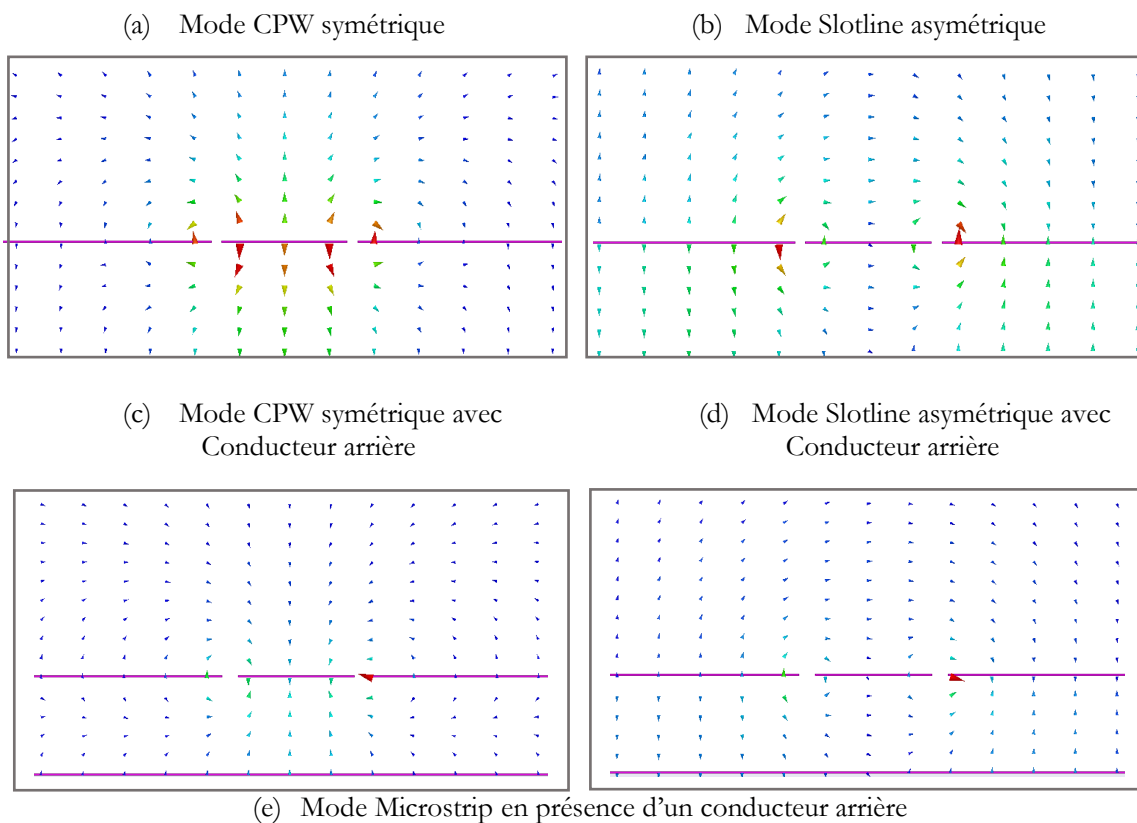 (a) Mode CPW symétrique
(b) Mode Slotline asymétrique
(c) Mode CPW symétrique avec
Conducteur arrière
(d) Mode Slotline asymétrique avec
Conducteur arrière
(e) Mode Microstrip en présence d'un conducteur arrière